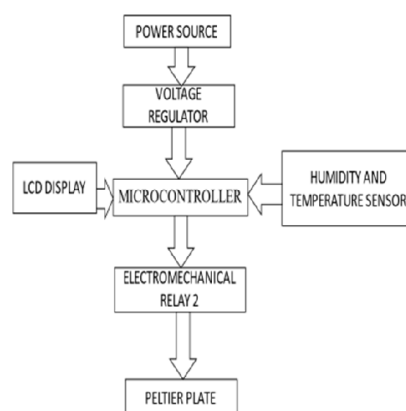 POWER SOURCE
VOLTAGE
REGULATOR
LCD DISPLAY
MICROCONTROLLER
HUMIDITY AND
TEMPERATURE SENSOR
ELECTROMECHANICAL
RELAY 2
PELTIER PLATE